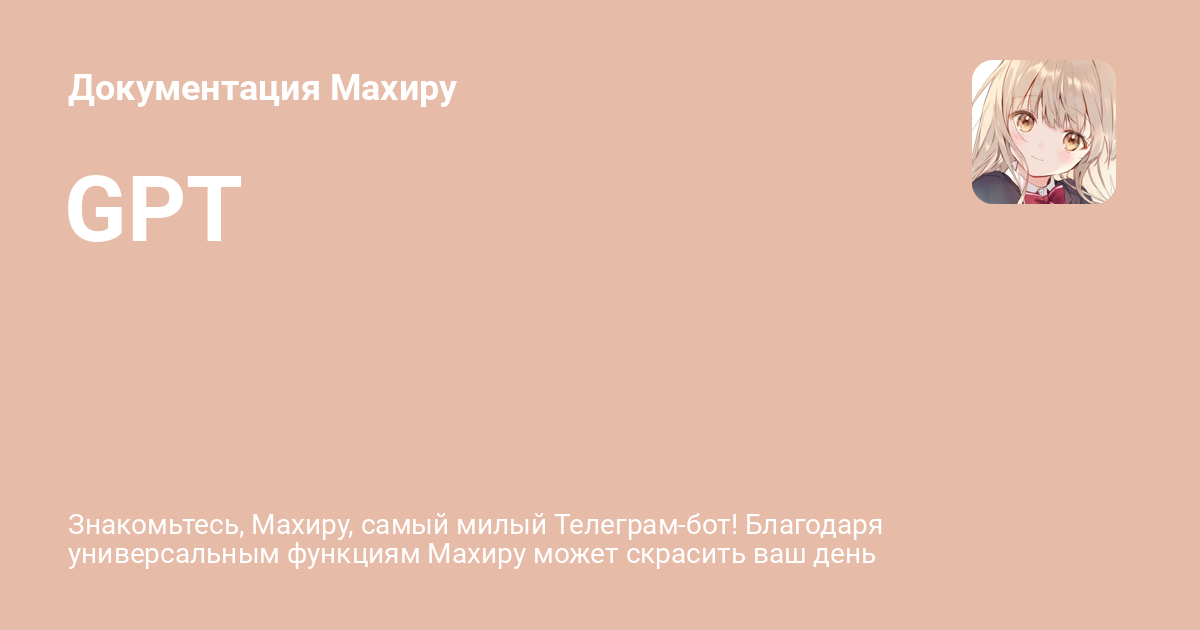 Документация Махиру
GPT
Знакомьтесь, Махиру, самый милый Телеграм-бот! Благодаря
универсальным функциям Махиру может скрасить ваш день